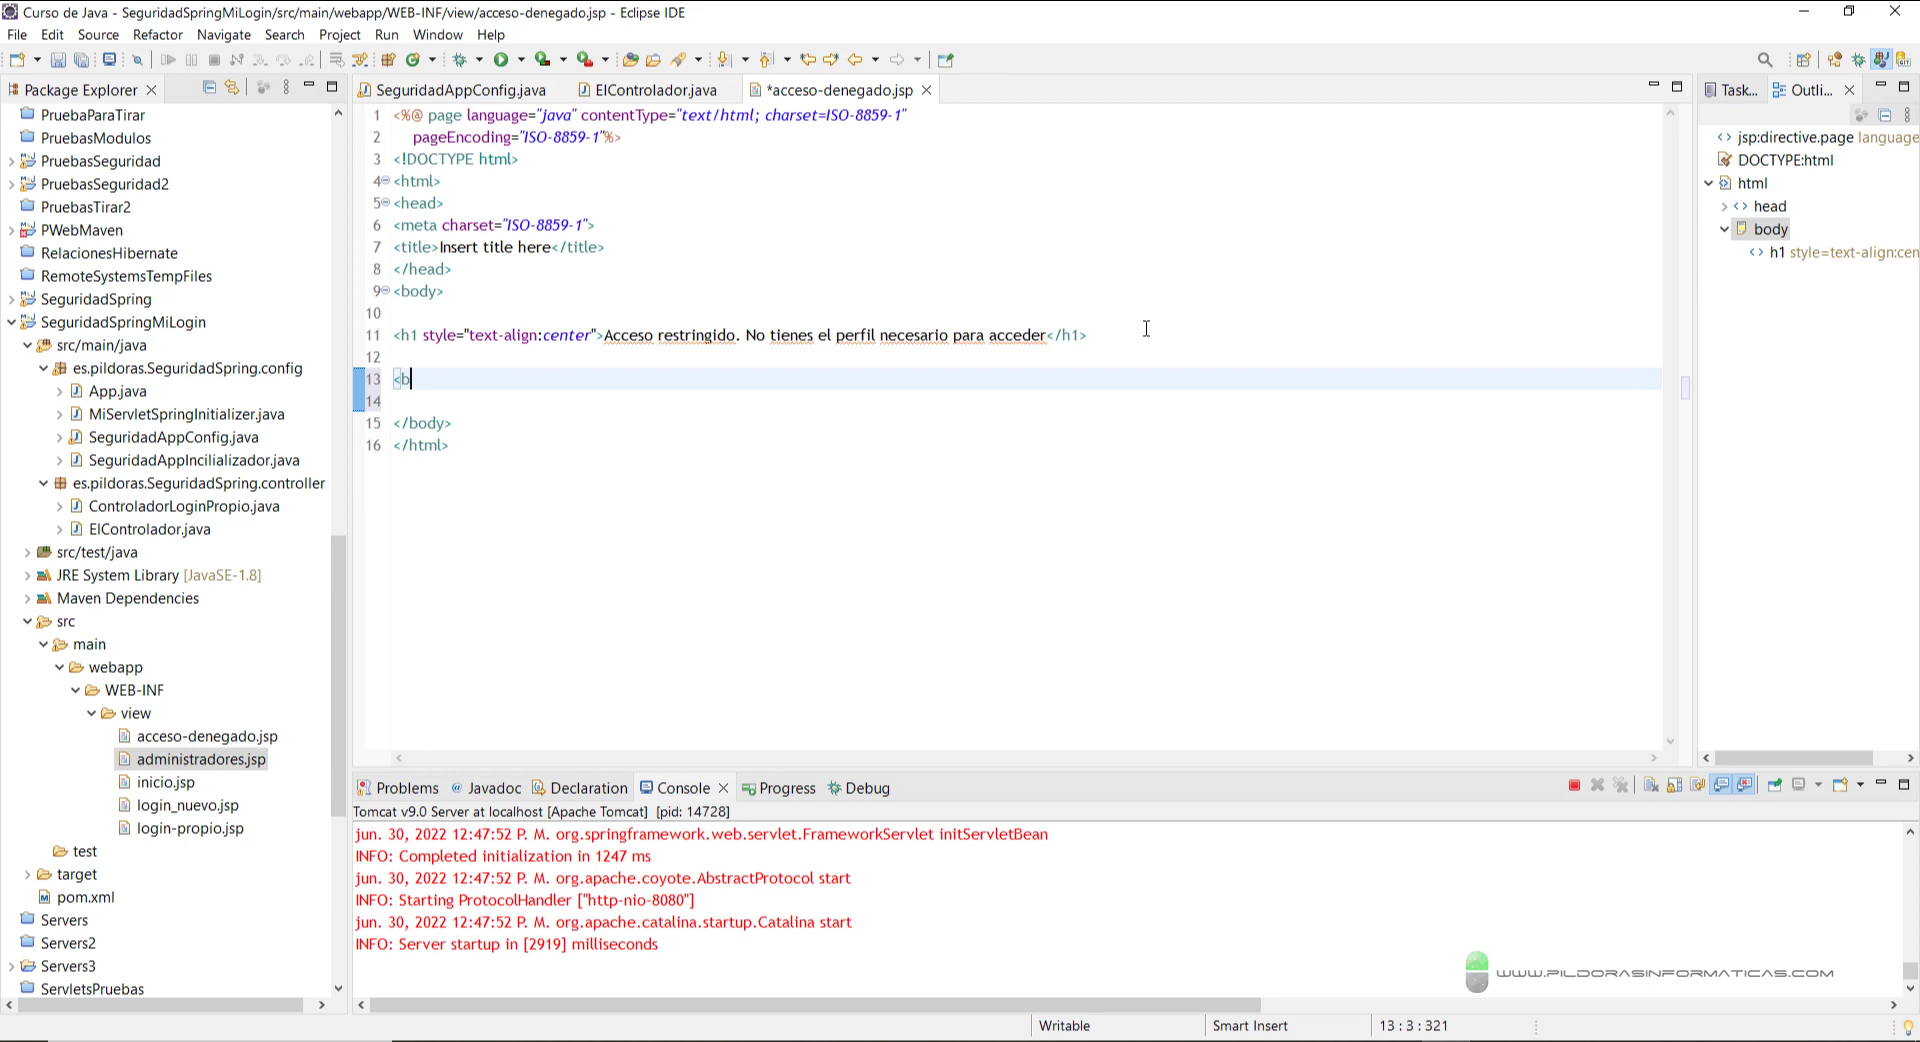 Curso de Java - SeguridadSpringMiLogin/src/main/webapp/WEB-INF/view/acceso-denegado.jsp - Eclipse IDE
File Edit Source Refactor Navigate Search Project Run Window Help
Package Explorer
PruebaParaTirar
PruebasModulos
PruebasSeguridad
PruebasSeguridad2
PruebasTirar2
PWebMaven
RelacionesHibernate
RemoteSystemsTempFiles
SeguridadSpring
SeguridadSpringMiLogin
src/main/java
es.pildoras.SeguridadSpring.config
App.java
MiServletSpringInitializer.java
SeguridadAppConfig.java
SeguridadAppIncilializador.java
es.pildoras.SeguridadSpring.controller
ControladorLoginPropio.java
ElControlador.java
src/test/java
JRE System Library [JavaSE-1.8]
Maven Dependencies
src
main
webapp
WEB-INF
view
acceso-denegado.jsp
administradores.jsp
inicio.jsp
login_nuevo.jsp
login-propio.jsp
test
target
pom.xml
Servers
Servers2
Servers3
ServletsPruebas
SeguridadAppConfig.java ElControlador.java *acceso-denegado.jsp
1 <%@ page language="java" contentType="text/html; charset=ISO-8859-1"
2 pageEncoding="ISO-8859-1"%>
3 <!DOCTYPE html>
4 <html>
5 <head>
6 <meta charset="ISO-8859-1">
7 <title>Insert title here</title>
8 </head>
9 <body>
10
11 <h1 style="text-align:center">Acceso restringido. No tienes el perfil necesario para acceder</h1>
12
13 <b
14
15 </body>
16 </html>
Task... Outli...
jsp:directive.page language
DOCTYPE:html
html
head
body
h1 style=text-align:cen
Problems Javadoc Declaration Console Progress Debug
Tomcat v9.0 Server at localhost [Apache Tomcat] [pid: 14728]
jun. 30, 2022 12:47:52 P. M. org.springframework.web.servlet.FrameworkServlet initServletBean
INFO: Completed initialization in 1247 ms
jun. 30, 2022 12:47:52 P. M. org.apache.coyote.AbstractProtocol start
INFO: Starting ProtocolHandler ["http-nio-8080"]
jun. 30, 2022 12:47:52 P. M. org.apache.catalina.startup.Catalina start
INFO: Server startup in [2919] milliseconds
WWW.PILDORASINFORMATICAS.COM
Writable Smart Insert 13 : 3 : 321